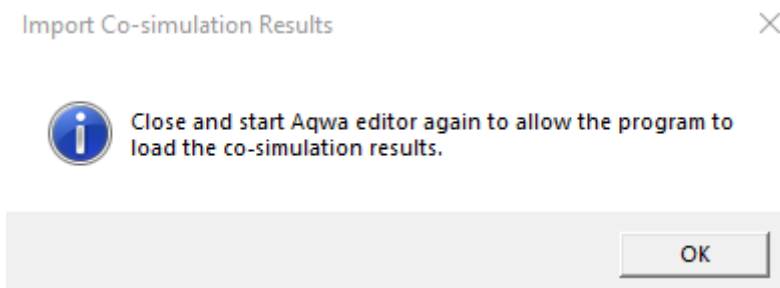 Import Co-simulation Results
Close and start Aqwa editor again to allow the program to
load the co-simulation results.
OK